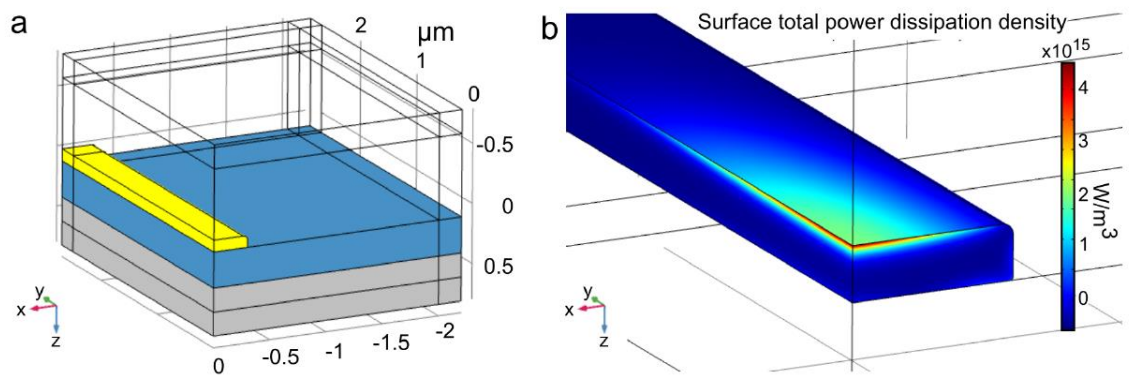 a
2
µm
1
0
-0.5
0
0.5
y
x
z
0
-0.5
-1
-1.5
-2
b
Surface total power dissipation density
x10¹⁵
4
3
2
1
0
W/m³
y
x
z